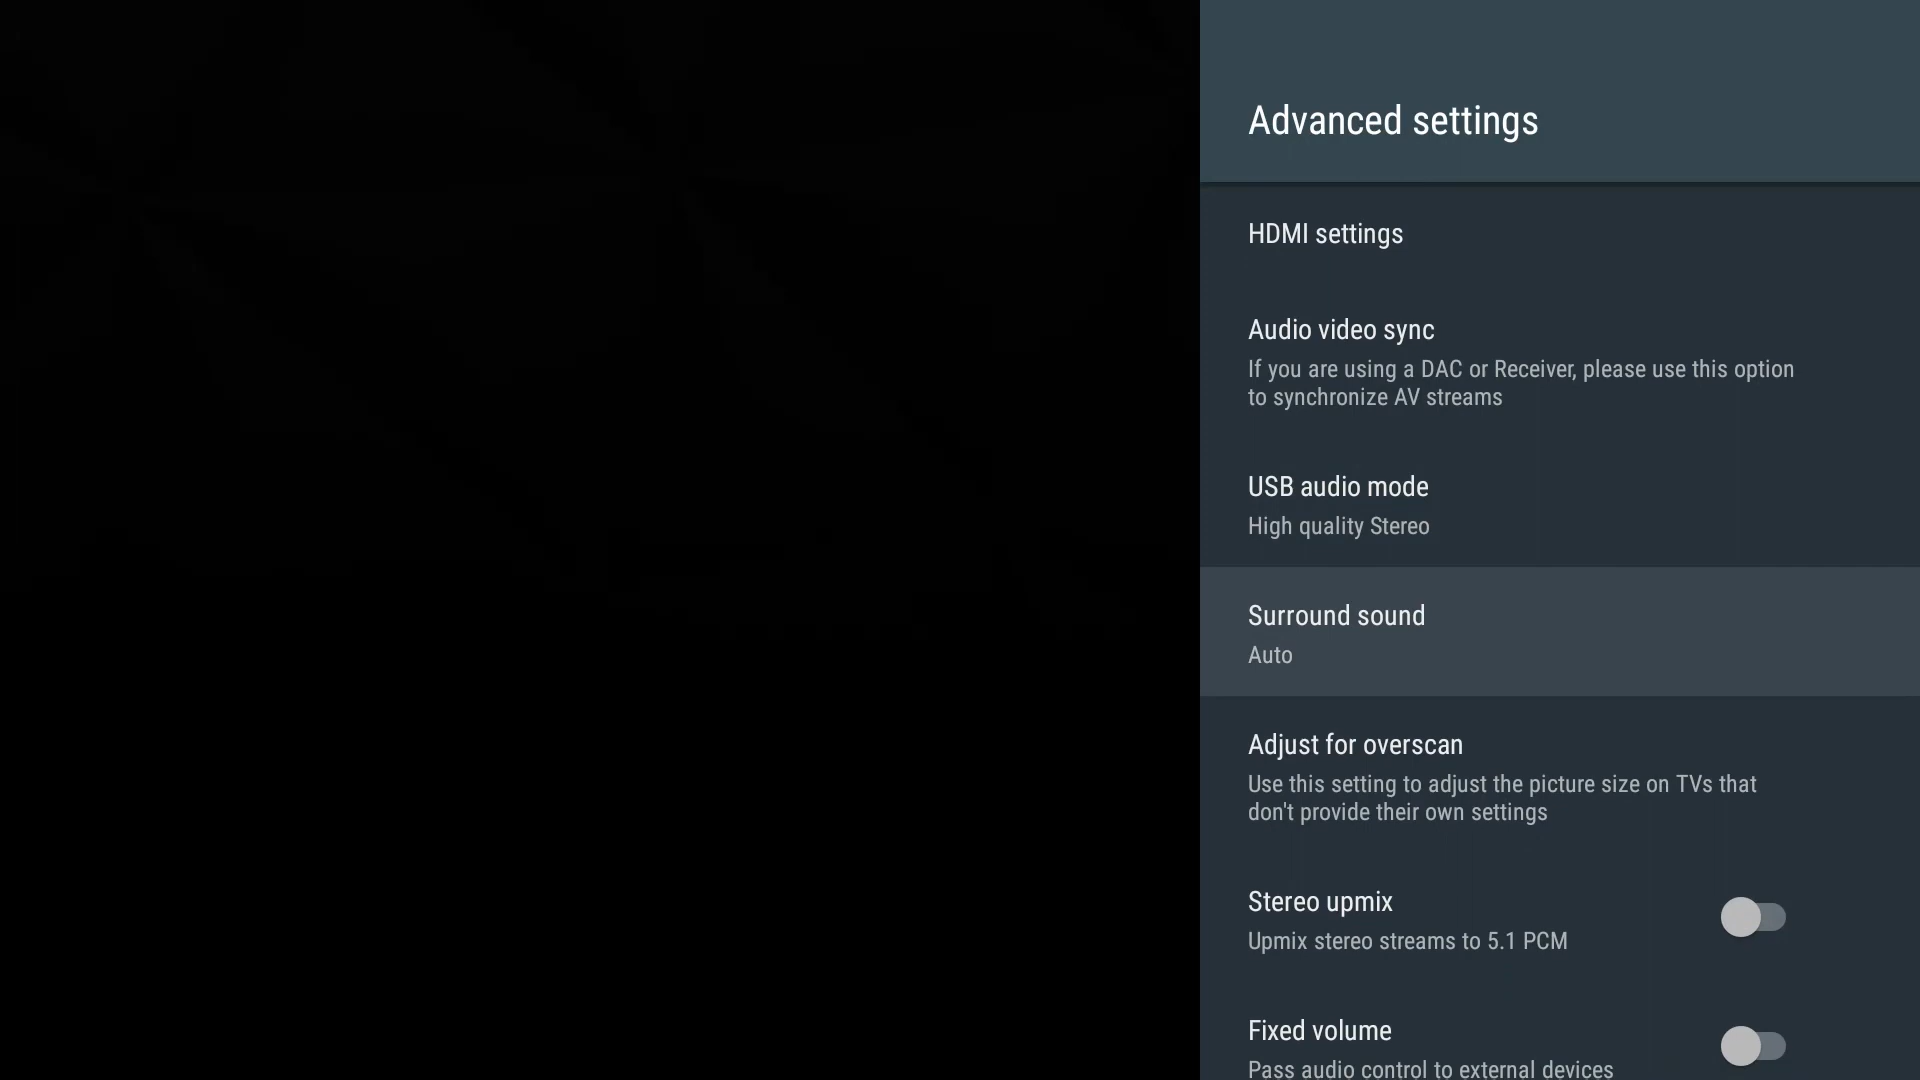 Advanced settings
HDMI settings
Audio video sync
If you are using a DAC or Receiver, please use this option
to synchronize AV streams
USB audio mode
High quality Stereo
Surround sound
Auto
Adjust for overscan
Use this setting to adjust the picture size on TVs that
don't provide their own settings
Stereo upmix
Upmix stereo streams to 5.1 PCM
Fixed volume
Pass audio control to external devices